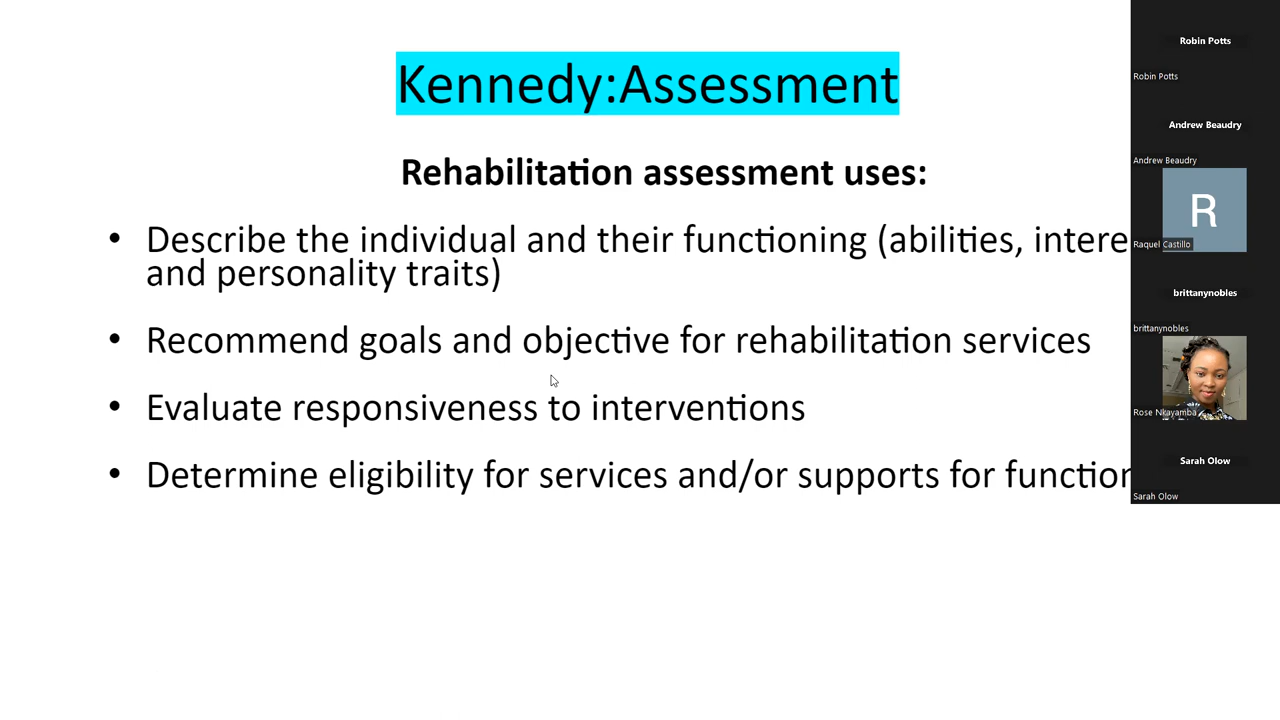 Kennedy:Assessment
Rehabilitation assessment uses:
• Describe the individual and their functioning (abilities, intere
and personality traits)
• Recommend goals and objective for rehabilitation services
• Evaluate responsiveness to interventions
• Determine eligibility for services and/or supports for function
Robin Potts
Robin Potts
Andrew Beaudry
Andrew Beaudry
R
Raquel Castillo
brittanynobles
brittanynobles
Rose Nkayamba
Sarah Olow
Sarah Olow